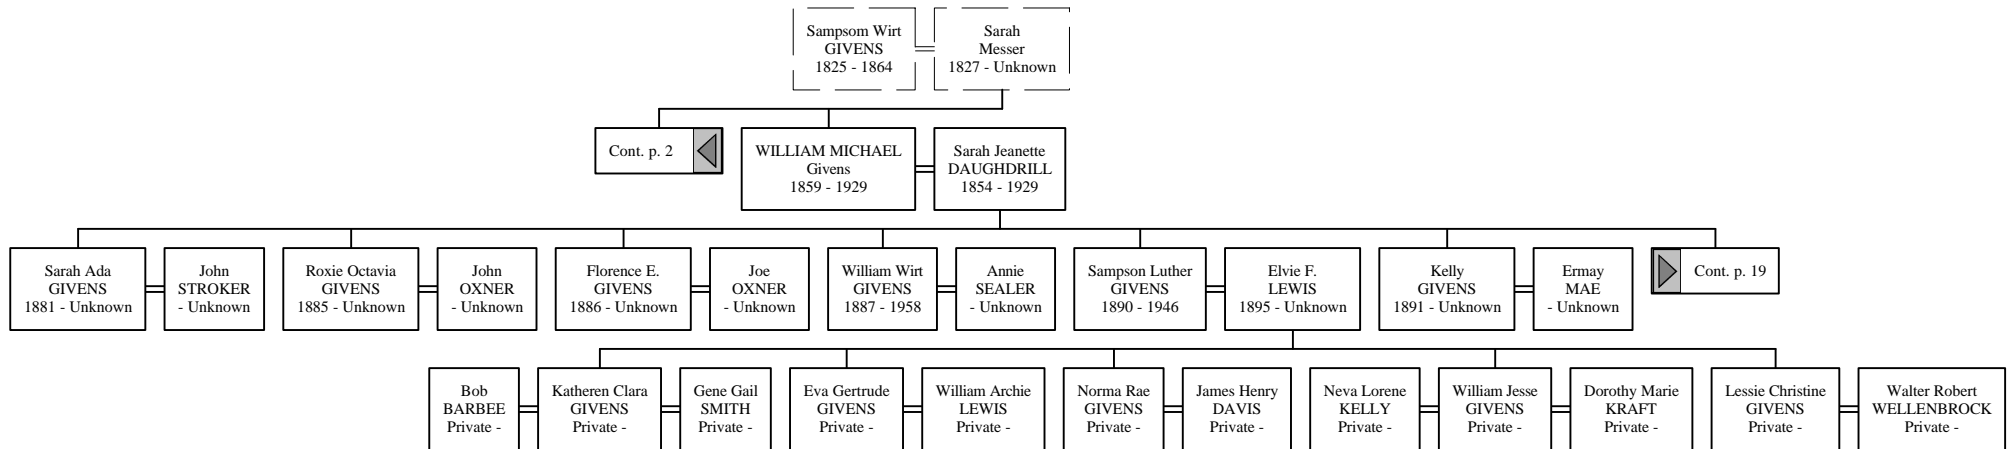 Sampsom Wirt
GIVENS
1825 - 1864
Sarah
Messer
1827 - Unknown
Cont. p. 2
WILLIAM MICHAEL
Givens
1859 - 1929
Sarah Jeanette
DAUGHDRILL
1854 - 1929
Sarah Ada
GIVENS
1881 - Unknown
John
STROKER
- Unknown
Roxie Octavia
GIVENS
1885 - Unknown
John
OXNER
- Unknown
Florence E.
GIVENS
1886 - Unknown
Joe
OXNER
- Unknown
William Wirt
GIVENS
1887 - 1958
Annie
SEALER
- Unknown
Sampson Luther
GIVENS
1890 - 1946
Elvie F.
LEWIS
1895 - Unknown
Kelly
GIVENS
1891 - Unknown
Ermay
MAE
- Unknown
Cont. p. 19
Bob
BARBEE
Private -
Katheren Clara
GIVENS
Private -
Gene Gail
SMITH
Private -
Eva Gertrude
GIVENS
Private -
William Archie
LEWIS
Private -
Norma Rae
GIVENS
Private -
James Henry
DAVIS
Private -
Neva Lorene
KELLY
Private -
William Jesse
GIVENS
Private -
Dorothy Marie
KRAFT
Private -
Lessie Christine
GIVENS
Private -
Walter Robert
WELLENBROCK
Private -